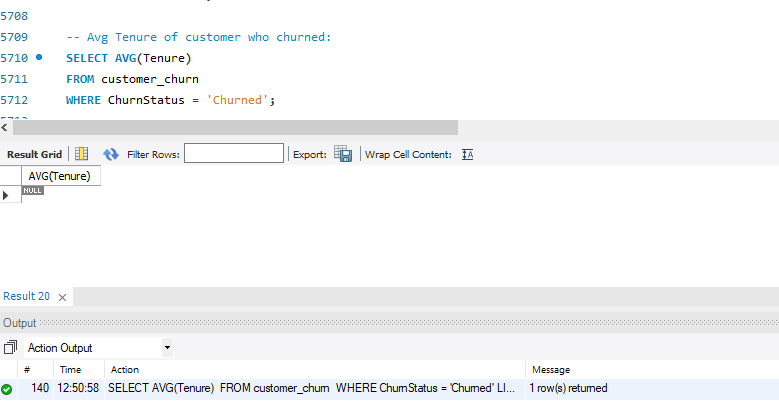 5708
5709 -- Avg Tenure of customer who churned:
5710 SELECT AVG(Tenure)
5711 FROM customer_churn
5712 WHERE ChurnStatus = 'Churned';
Result Grid Filter Rows: Export: Wrap Cell Content:
AVG(Tenure)
NULL
Result 20
Output
Action Output
# Time Action Message
140 12:50:58 SELECT AVG(Tenure) FROM customer_churn WHERE ChurnStatus = 'Churned' LI... 1 row(s) returned